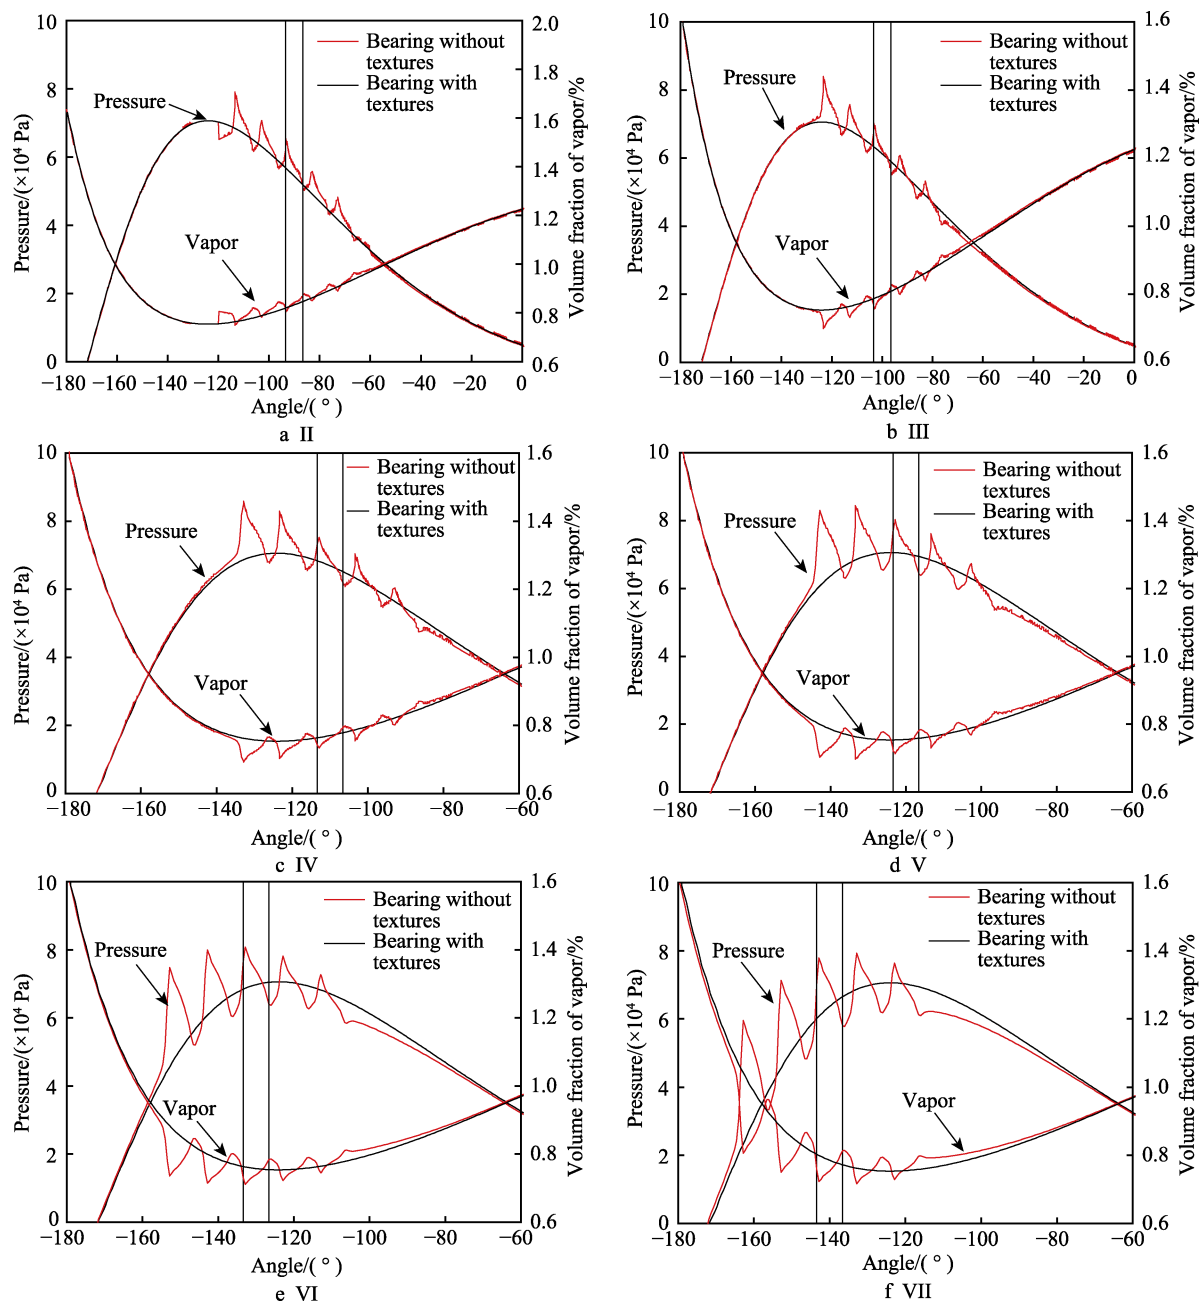 10
8
6
4
2
0
Pressure/(×10⁴ Pa)
2.0
1.8
1.6
1.4
1.2
1.0
0.8
0.6
Volume fraction of vapor/%
Bearing without
textures
Bearing with
textures
Pressure
Vapor
−180 −160 −140 −120 −100 −80 −60 −40 −20 0
Angle/( ° )
a II
10
8
6
4
2
0
Pressure/(×10⁴ Pa)
1.6
1.4
1.2
1.0
0.8
0.6
Volume fraction of vapor/%
Bearing without
textures
Bearing with
textures
Pressure
Vapor
−180 −160 −140 −120 −100 −80 −60 −40 −20 0
Angle/( ° )
b III
10
8
6
4
2
0
Pressure/(×10⁴ Pa)
1.6
1.4
1.2
1.0
0.8
0.6
Volume fraction of vapor/%
Bearing without
textures
Bearing with
textures
Pressure
Vapor
−180 −160 −140 −120 −100 −80 −60
Angle/( ° )
c IV
10
8
6
4
2
0
Pressure/(×10⁴ Pa)
1.6
1.4
1.2
1.0
0.8
0.6
Volume fraction of vapor/%
Bearing without
textures
Bearing with
textures
Pressure
Vapor
−180 −160 −140 −120 −100 −80 −60
Angle/( ° )
d V
10
8
6
4
2
0
Pressure/(×10⁴ Pa)
1.6
1.4
1.2
1.0
0.8
0.6
Volume fraction of vapor/%
Bearing without
textures
Bearing with
textures
Pressure
Vapor
−180 −160 −140 −120 −100 −80 −60
Angle/( ° )
e VI
10
8
6
4
2
0
Pressure/(×10⁴ Pa)
1.6
1.4
1.2
1.0
0.8
0.6
Volume fraction of vapor/%
Bearing without
textures
Bearing with
textures
Pressure
Vapor
−180 −160 −140 −120 −100 −80 −60
Angle/( ° )
f VII